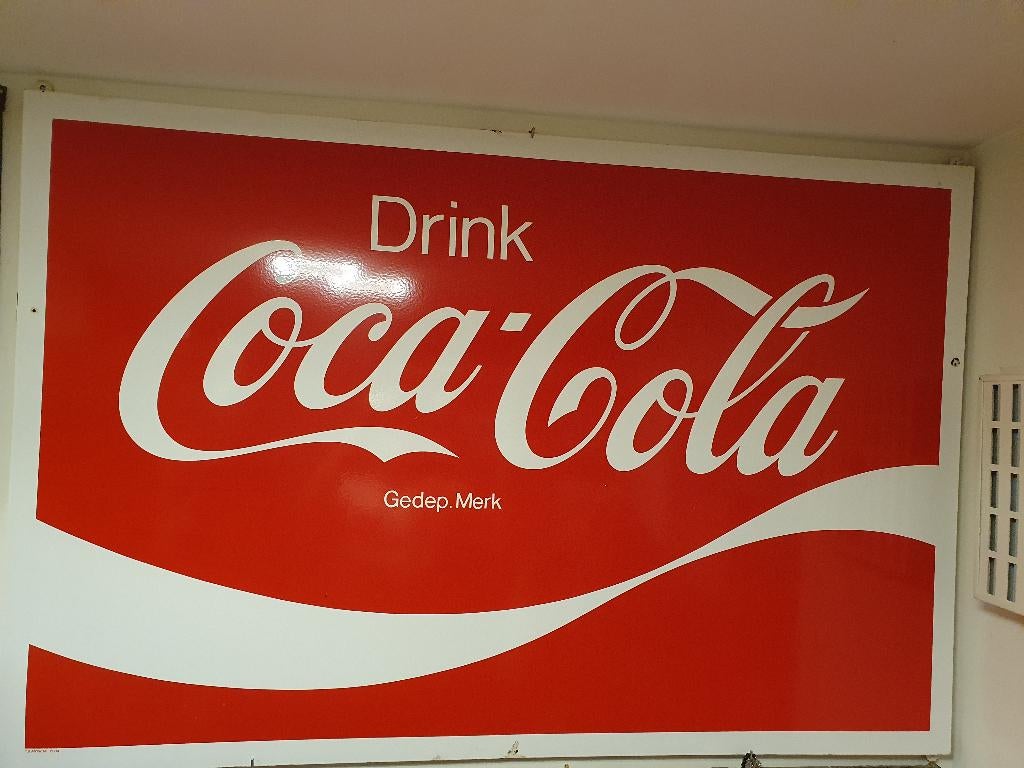 Drink
Coca-Cola
Gedep. Merk